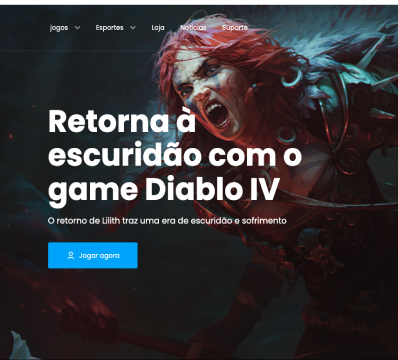 jogos Esportes Loja Notícias Suporte
Retorna à
escuridão com o
game Diablo IV
O retorno de Lilith traz uma era de escuridão e sofrimento
Jogar agora